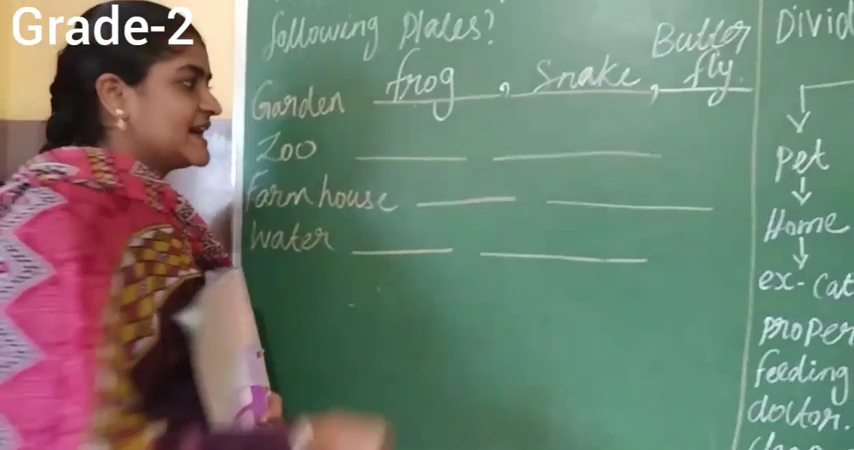 Grade-2
following Places?
Garden frog, Snake, Butter
fly.
Zoo
Farm house
Water
Pet
Home
ex- Cat
proper
feeding
doctor.